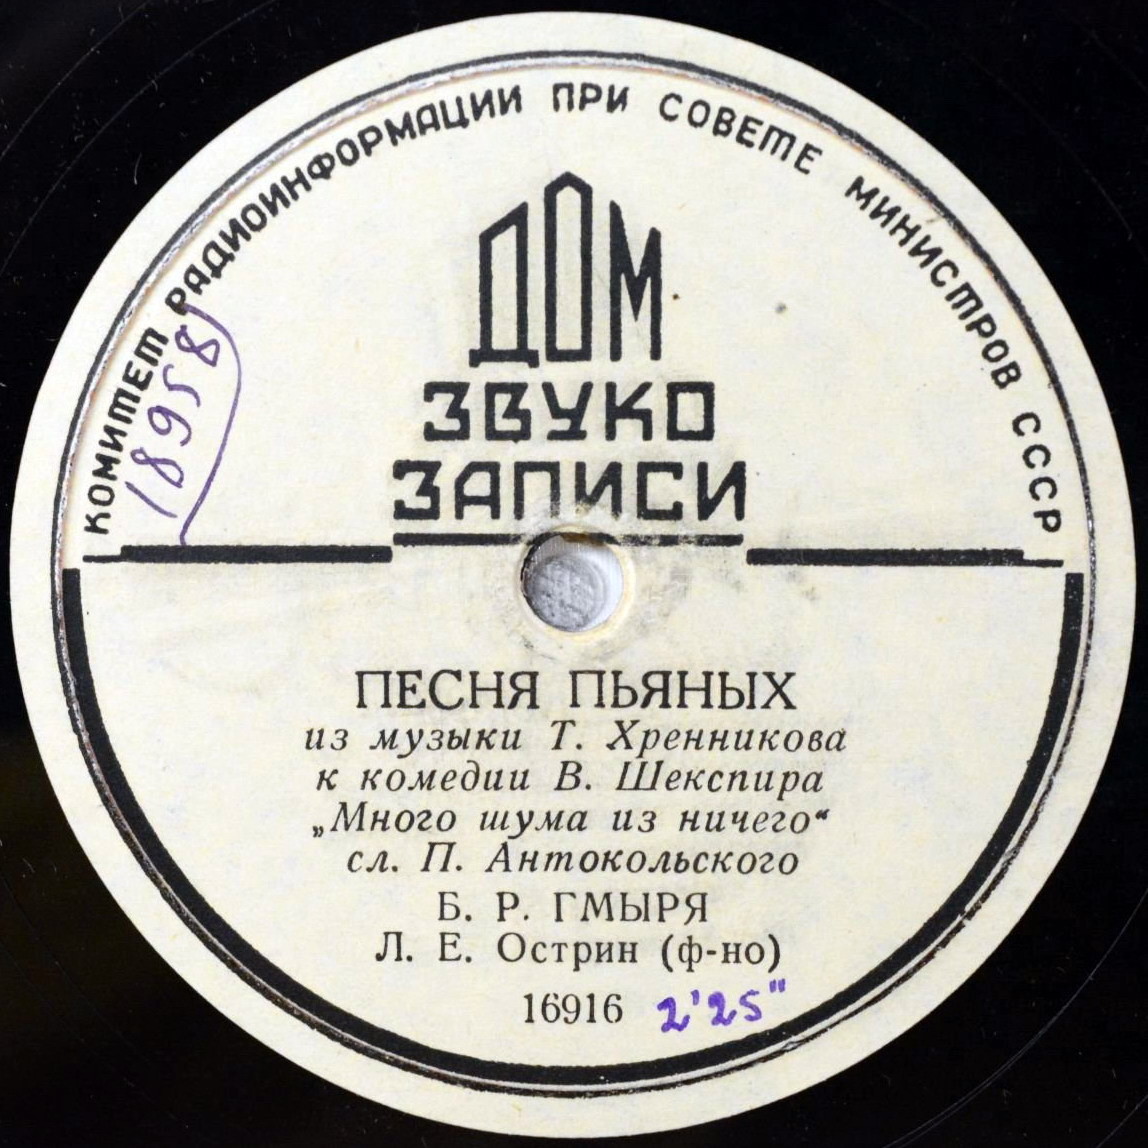 КОМИТЕТ РАДИОИНФОРМАЦИИ ПРИ СОВЕТЕ МИНИСТРОВ СССР
18958
ДОМ
ЗВУКО
ЗАПИСИ
ПЕСНЯ ПЬЯНЫХ
из музыки Т. Хренникова
к комедии В. Шекспира
„Много шума из ничего“
сл. П. Антокольского
Б. Р. ГМЫРЯ
Л. Е. Острин (ф-но)
16916 2'25"